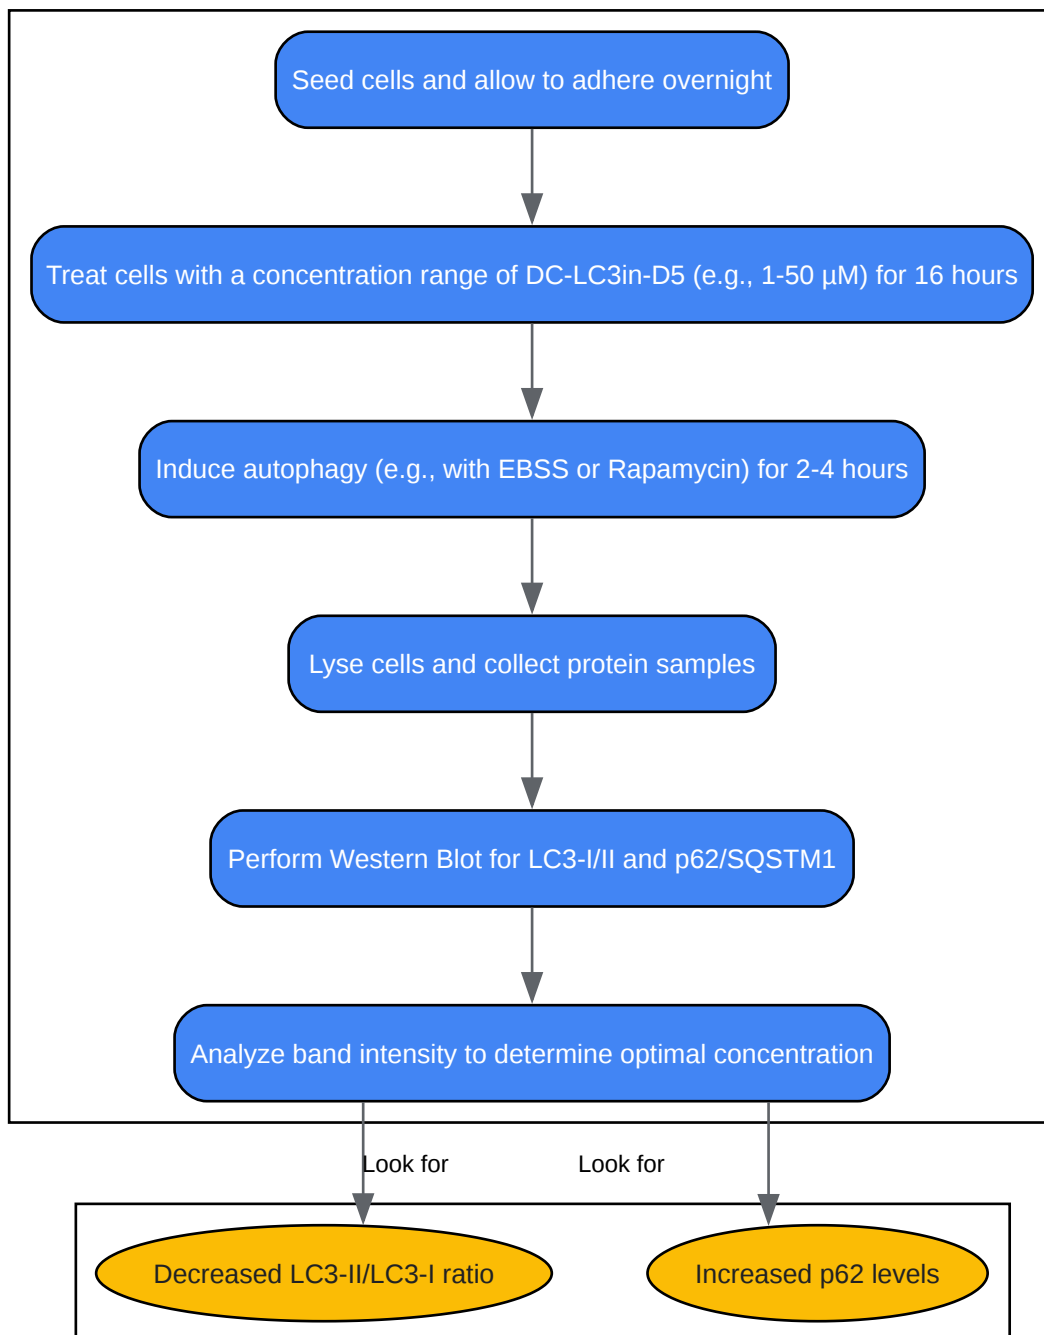 Seed cells and allow to adhere overnight
Treat cells with a concentration range of DC-LC3in-D5 (e.g., 1-50 µM) for 16 hours
Induce autophagy (e.g., with EBSS or Rapamycin) for 2-4 hours
Lyse cells and collect protein samples
Perform Western Blot for LC3-I/II and p62/SQSTM1
Analyze band intensity to determine optimal concentration
Look for
Look for
Decreased LC3-II/LC3-I ratio
Increased p62 levels